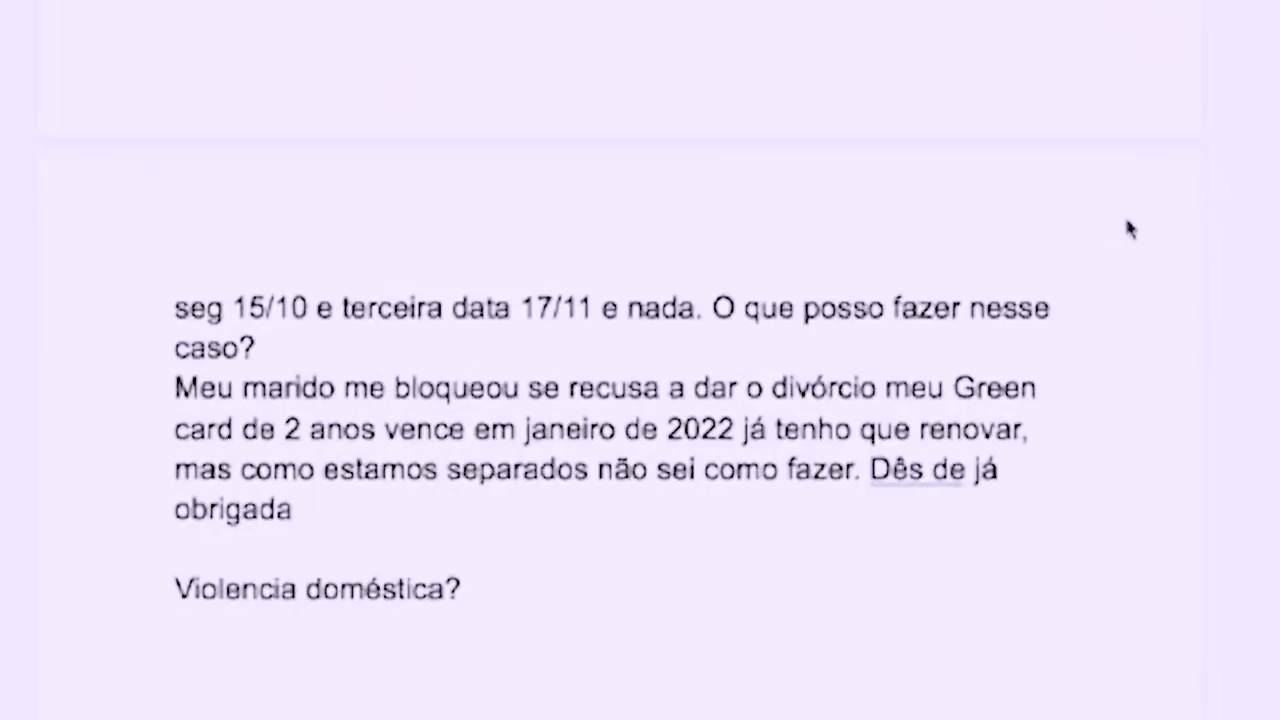 seg 15/10 e terceira data 17/11 e nada. O que posso fazer nesse
caso?
Meu marido me bloqueou se recusa a dar o divórcio meu Green
card de 2 anos vence em janeiro de 2022 já tenho que renovar,
mas como estamos separados não sei como fazer. Dês de já
obrigada
Violencia doméstica?